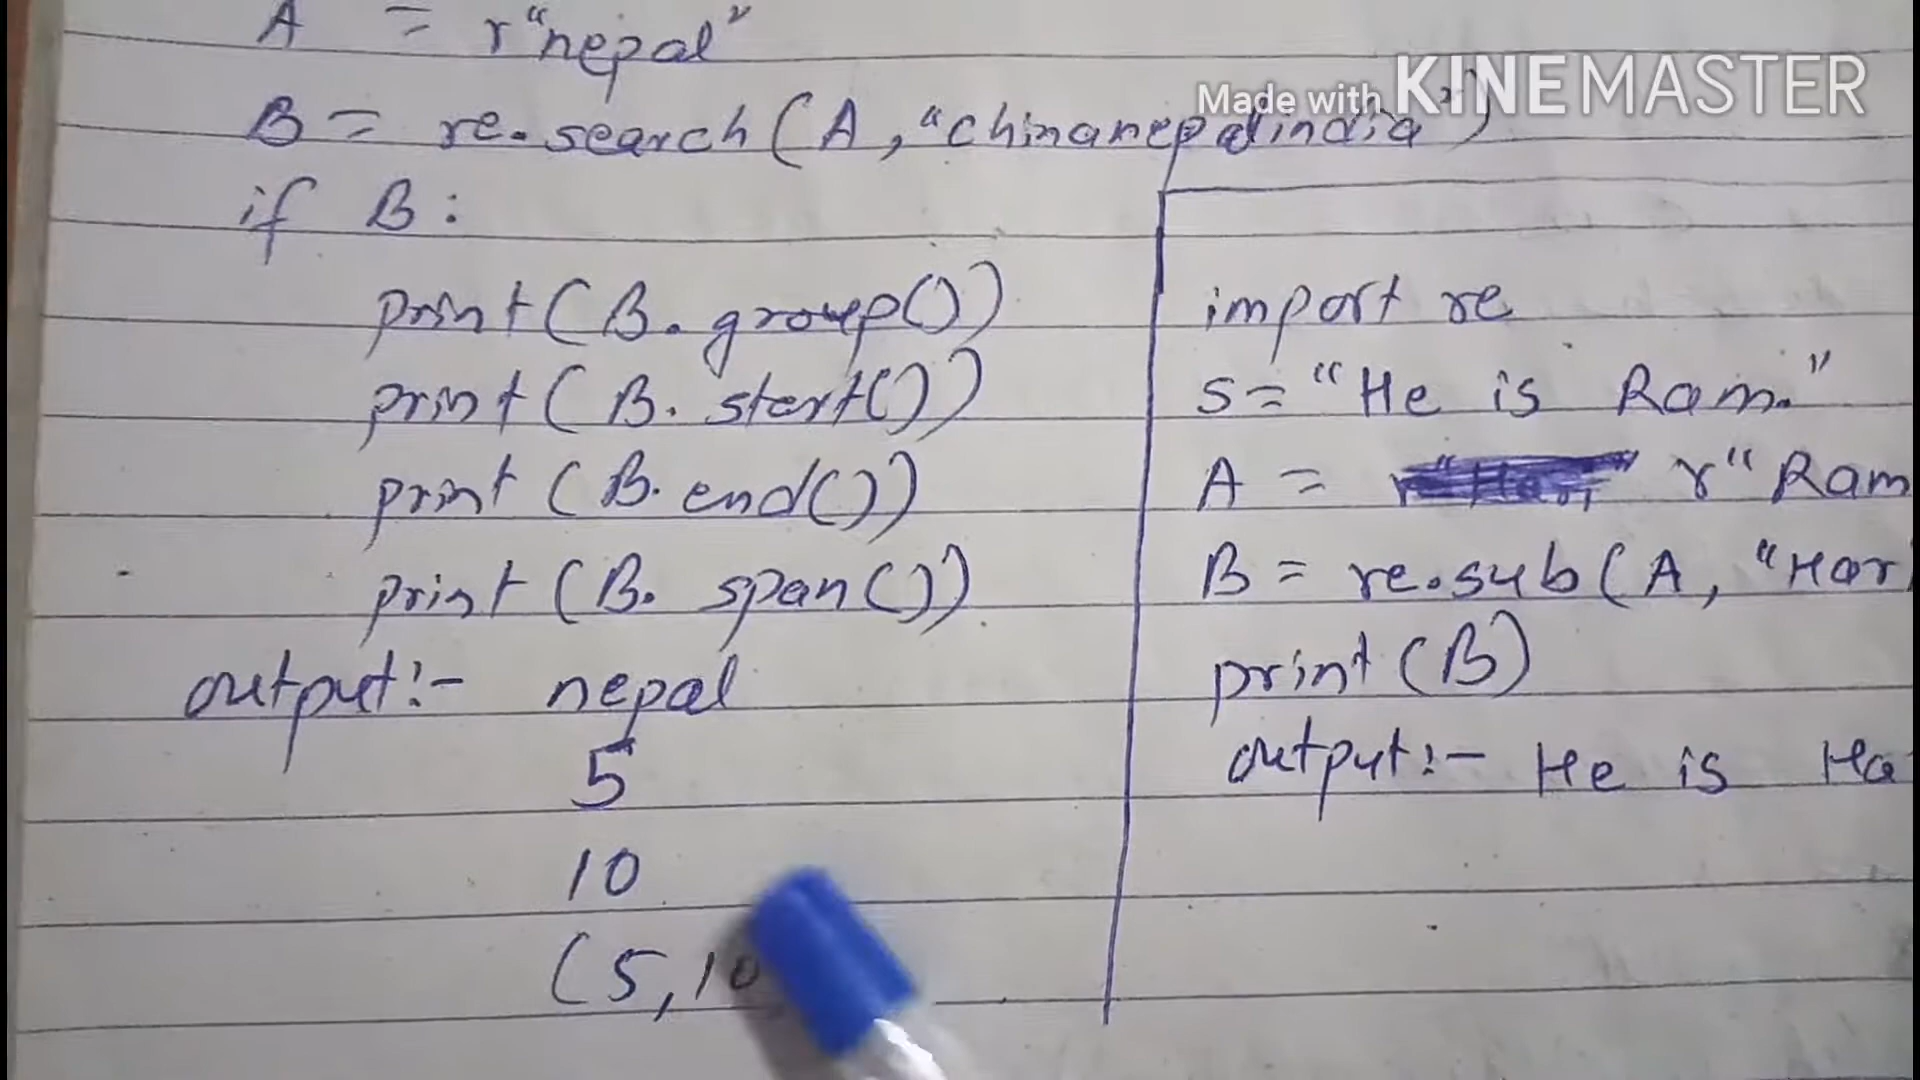 A = r"nepal"
Made with KINEMASTER
B = re.search(A, "chinanepalindia")
if B:
print(B.group())
print(B.start())
print(B.end())
print(B.span())
output:- nepal
5
10
(5,10
import re
s= "He is Ram."
A = r"Ram
B = re.sub(A, "Har
print(B)
output:- He is Ha